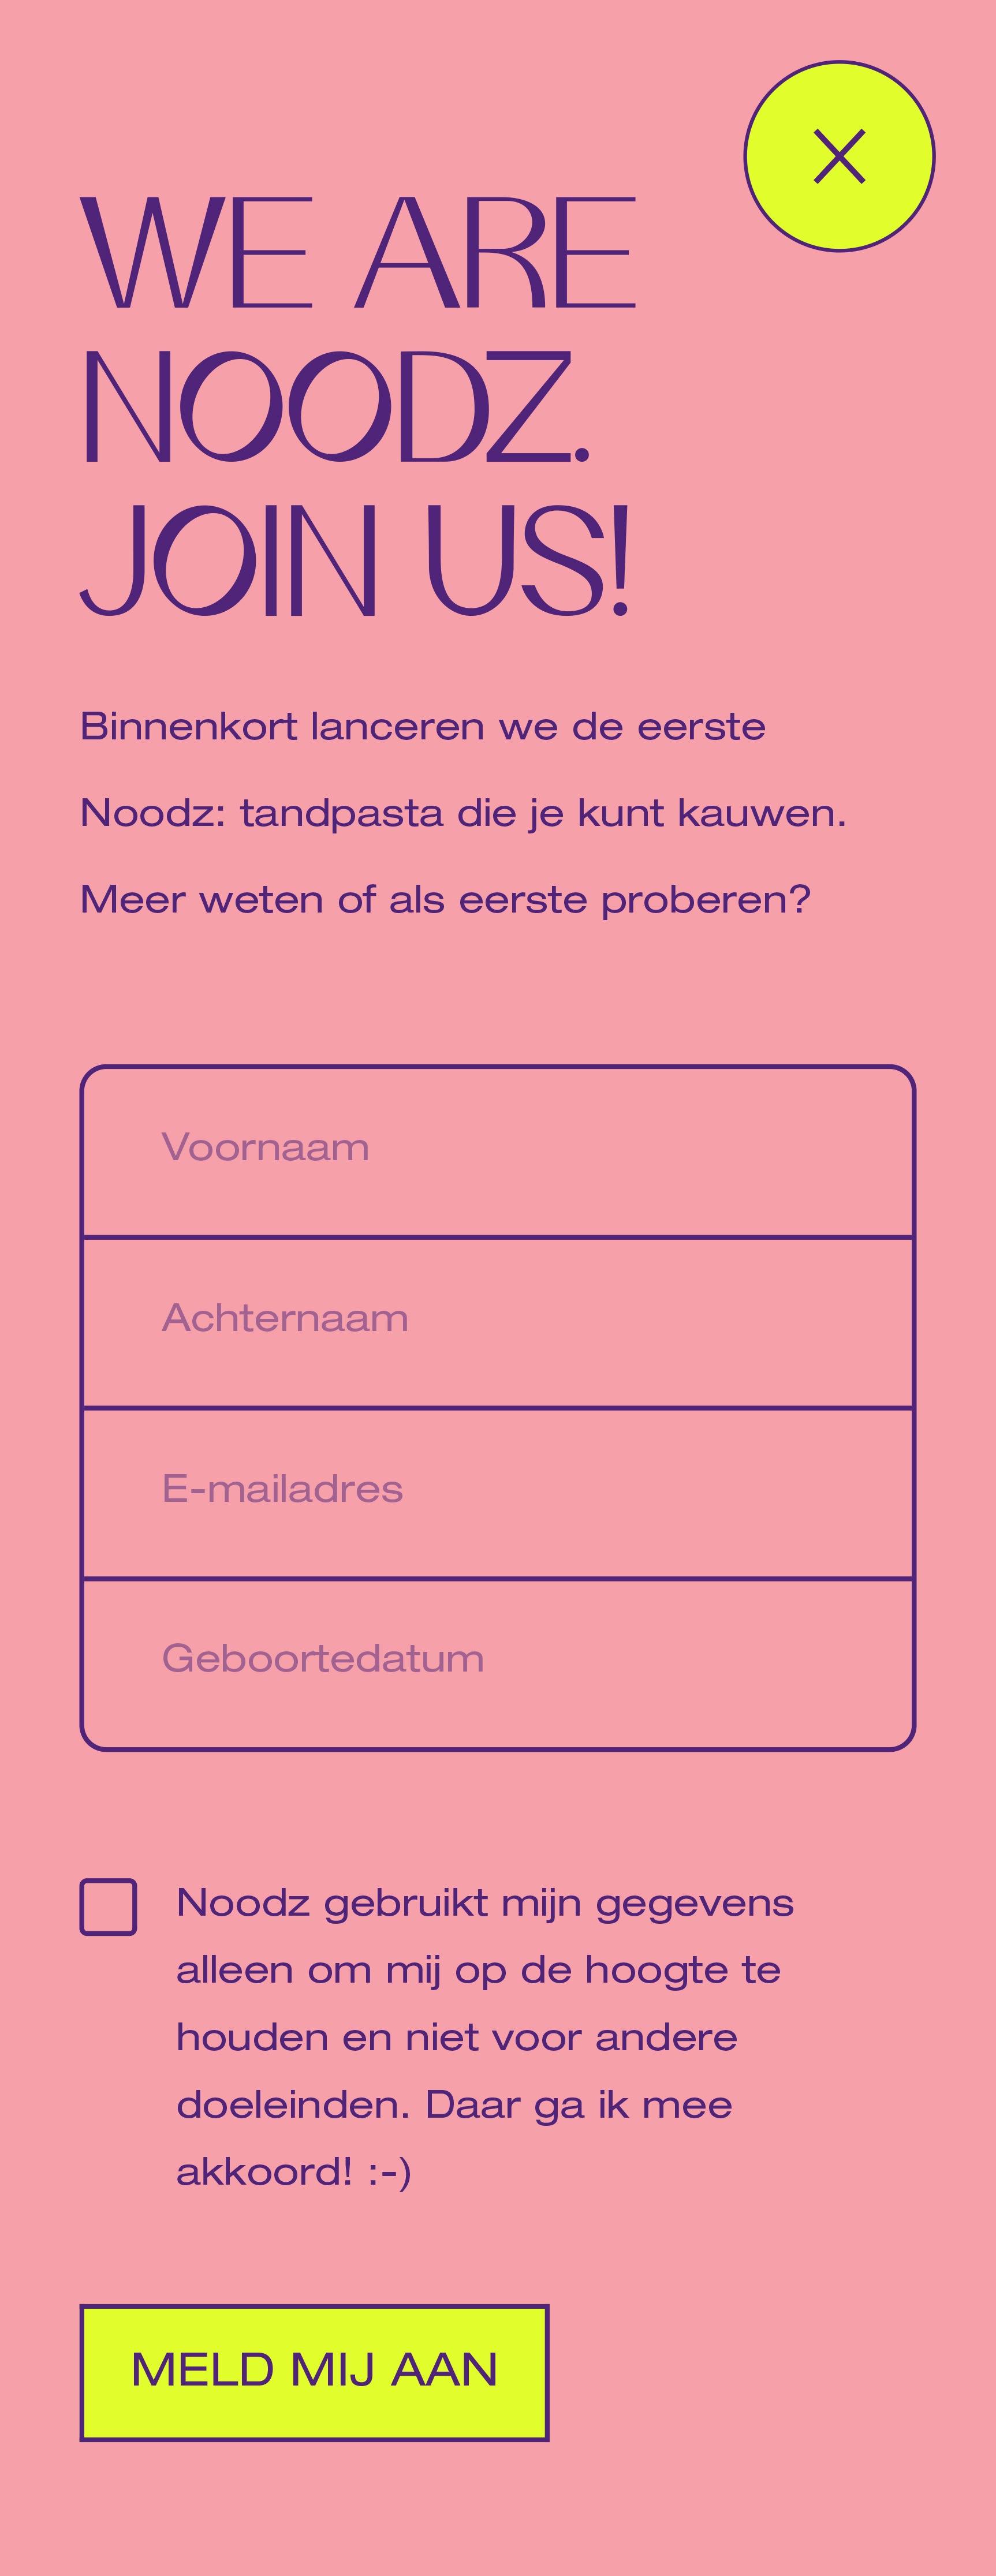 WE ARE
NOODZ.
JOIN US!
Binnenkort lanceren we de eerste
Noodz: tandpasta die je kunt kauwen.
Meer weten of als eerste proberen?
Voornaam
Achternaam
E-mailadres
Geboortedatum
Noodz gebruikt mijn gegevens
alleen om mij op de hoogte te
houden en niet voor andere
doeleinden. Daar ga ik mee
akkoord! :-)
MELD MIJ AAN